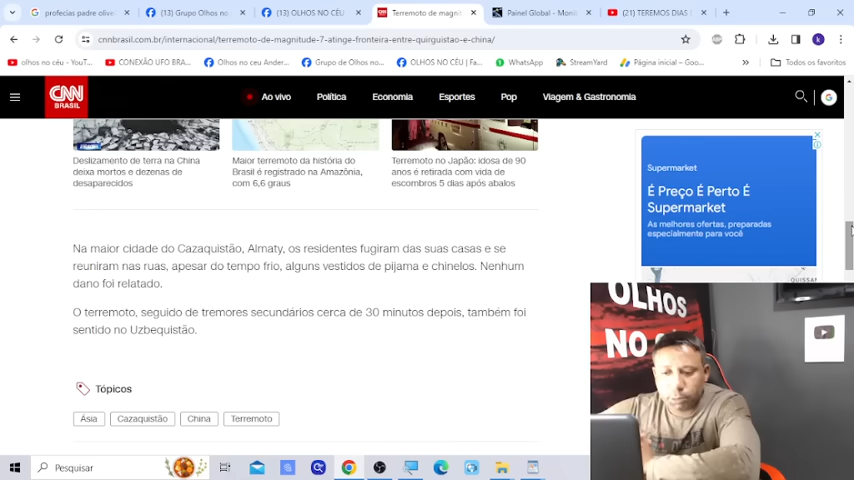 profecias padre olive
(13) Grupo Olhos no
(13) OLHOS NO CÉU
Terremoto de magnit
Painel Global - Moni
(21) TEREMOS DIAS D
cnnbrasil.com.br/internacional/terremoto-de-magnitude-7-atinge-fronteira-entre-quirguistao-e-china/
olhos no céu - YouT...
CONEXÃO UFO BRA...
Olhos no ceu Ander...
Grupo de Olhos no...
OLHOS NO CÉU | Fa...
WhatsApp
StreamYard
Página inicial – Goo...
Todos os favoritos
CNN
BRASIL
Ao vivo
Política
Economia
Esportes
Pop
Viagem & Gastronomia
Deslizamento de terra na China
deixa mortos e dezenas de
desaparecidos
Maior terremoto da história do
Brasil é registrado na Amazônia,
com 6,6 graus
Terremoto no Japão: idosa de 90
anos é retirada com vida de
escombros 5 dias após abalos
Supermarket
É Preço É Perto É
Supermarket
As melhores ofertas, preparadas
especialmente para você
QUISSAN
Na maior cidade do Cazaquistão, Almaty, os residentes fugiram das suas casas e se
reuniram nas ruas, apesar do tempo frio, alguns vestidos de pijama e chinelos. Nenhum
dano foi relatado.
O terremoto, seguido de tremores secundários cerca de 30 minutos depois, também foi
sentido no Uzbequistão.
Tópicos
Ásia
Cazaquistão
China
Terremoto
OLHOS
NO
Pesquisar